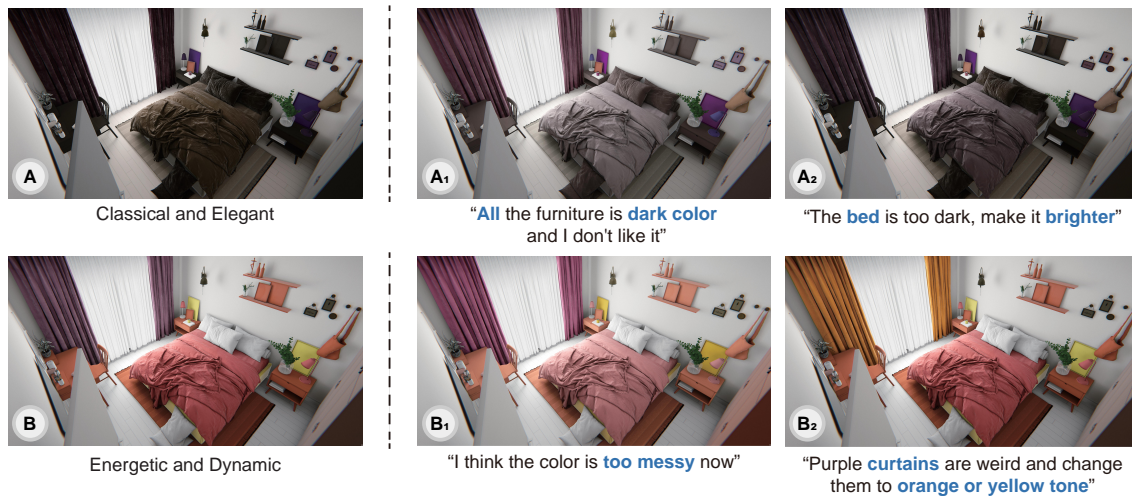 A
A₁
A₂
Classical and Elegant
“All the furniture is dark color
and I don't like it”
“The bed is too dark, make it brighter”
B
B₁
B₂
Energetic and Dynamic
“I think the color is too messy now”
“Purple curtains are weird and change
them to orange or yellow tone”